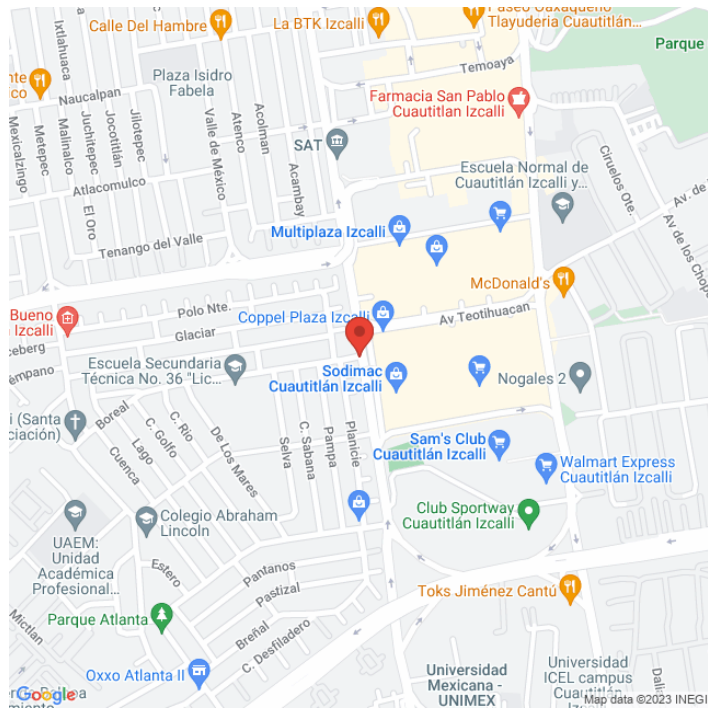 Paseo Oaxaqueño
Tlayuderia Cuautitlán...
La BTK Izcalli
Calle Del Hambre
Parque
Temoaya
Ixtlahuaca
Plaza Isidro
Fabela
Naucalpan
Farmacia San Pablo
Cuautitlan Izcalli
Mexicalzingo
Metepec
Malinalco
Juchitepec
Jocotitlán
Jilotepec
Valle de México
Atenco
Acolman
Acambay
SAT
Escuela Normal de
Cuautitlán Izcalli y...
Ciruelos Ote.
Atlacomulco
El Oro
Av. de
Av de los Chopos
Tenango del Valle
Multiplaza Izcalli
McDonald's
Bueno
Izcalli
Polo Nte.
Coppel Plaza Izcalli
Av Teotihuacan
Glaciar
Iceberg
Témpano
Escuela Secundaria
Técnica No. 36 "Lic...
Sodimac
Cuautitlán Izcalli
Nogales 2
(Santa
Boreal
C. Río
C. Golfo
Lago
Cuenca
De Los Mares
Selva
C. Sabana
Pampa
Planicie
Sam's Club
Cuautitlán Izcalli
Walmart Express
Cuautitlán Izcalli
Club Sportway
Cuautitlán Izcalli
Colegio Abraham
Lincoln
UAEM:
Unidad
Académica
Profesional...
Estero
Pantanos
Pastizal
Toks Jiménez Cantú
Parque Atlanta
Mictlan
Breñal
C. Desfiladero
Oxxo Atlanta II
Universidad
Mexicana -
UNIMEX
Universidad
ICEL campus
Cuautitlán
Izcalli
Google
Map data ©2023 INEGI